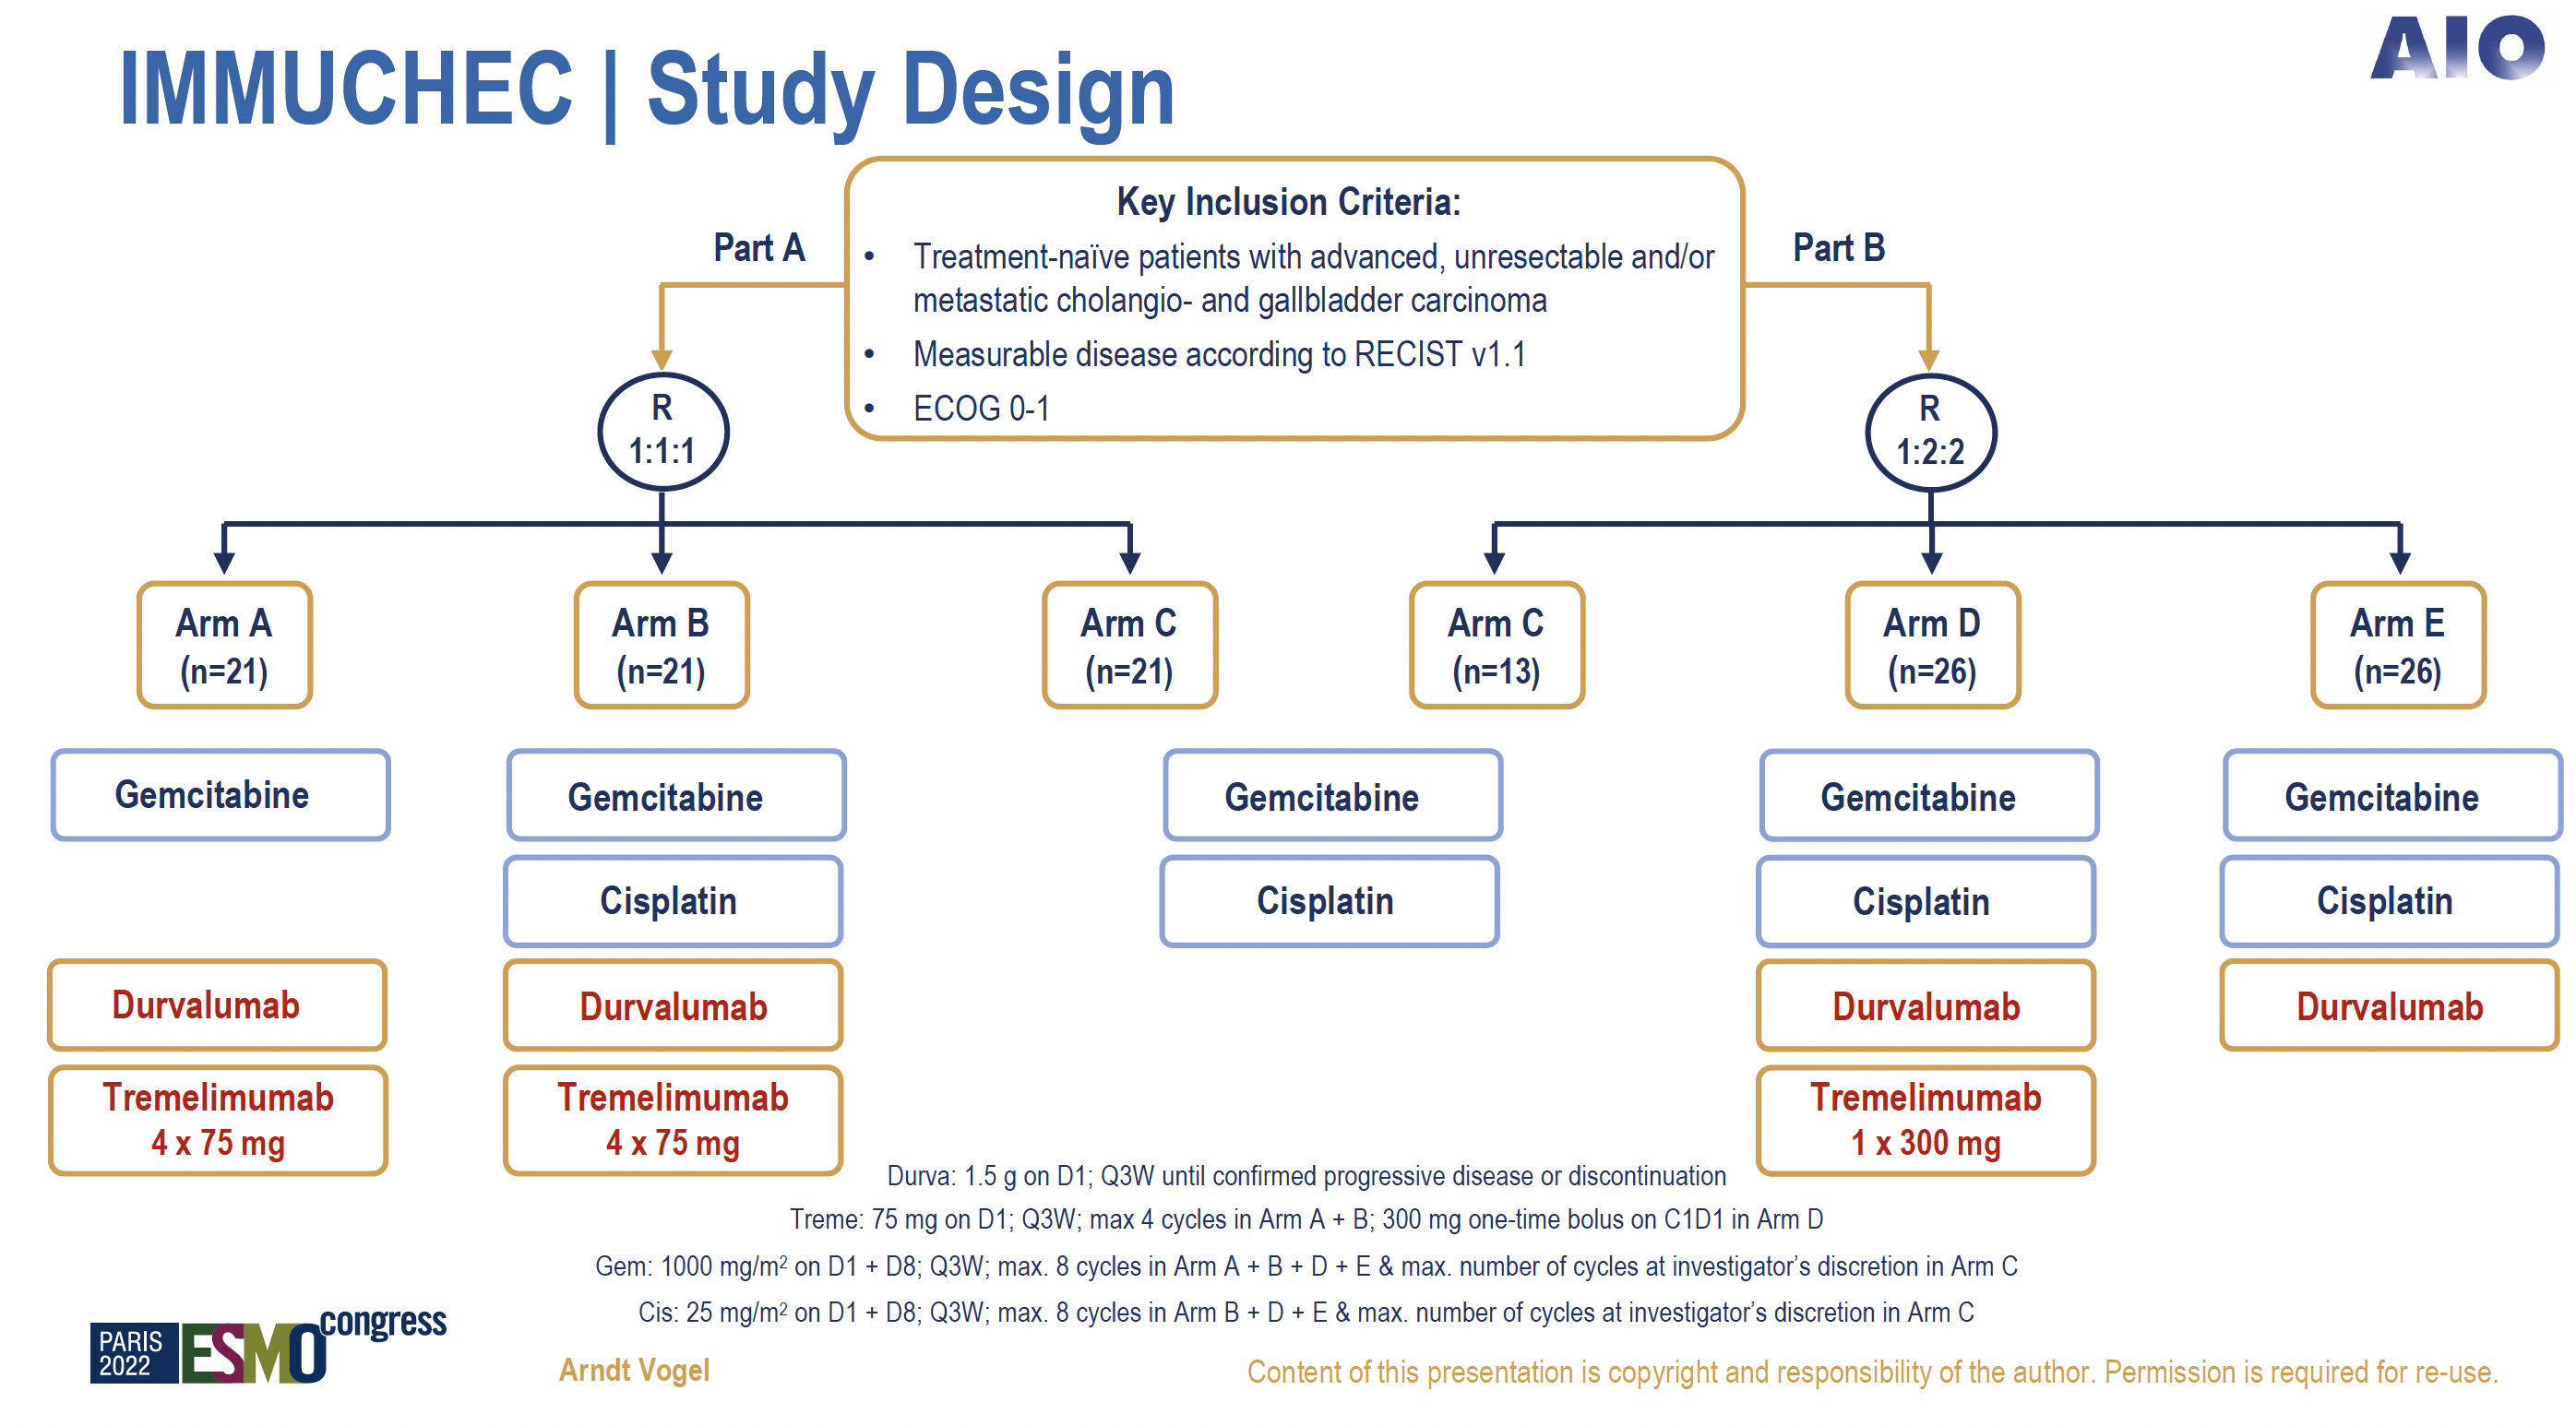 IMMUCHEC | Study Design
AIO
Key Inclusion Criteria:
• Treatment-naïve patients with advanced, unresectable and/or
metastatic cholangio- and gallbladder carcinoma
• Measurable disease according to RECIST v1.1
• ECOG 0-1
Part A
Part B
R
1:1:1
R
1:2:2
Arm A
(n=21)
Arm B
(n=21)
Arm C
(n=21)
Arm C
(n=13)
Arm D
(n=26)
Arm E
(n=26)
Gemcitabine
Gemcitabine
Gemcitabine
Gemcitabine
Gemcitabine
Cisplatin
Cisplatin
Cisplatin
Cisplatin
Durvalumab
Durvalumab
Durvalumab
Durvalumab
Tremelimumab
4 x 75 mg
Tremelimumab
4 x 75 mg
Tremelimumab
1 x 300 mg
Durva: 1.5 g on D1; Q3W until confirmed progressive disease or discontinuation
Treme: 75 mg on D1; Q3W; max 4 cycles in Arm A + B; 300 mg one-time bolus on C1D1 in Arm D
Gem: 1000 mg/m² on D1 + D8; Q3W; max. 8 cycles in Arm A + B + D + E & max. number of cycles at investigator’s discretion in Arm C
Cis: 25 mg/m² on D1 + D8; Q3W; max. 8 cycles in Arm B + D + E & max. number of cycles at investigator’s discretion in Arm C
PARIS
2022
ESMO congress
Arndt Vogel
Content of this presentation is copyright and responsibility of the author. Permission is required for re-use.